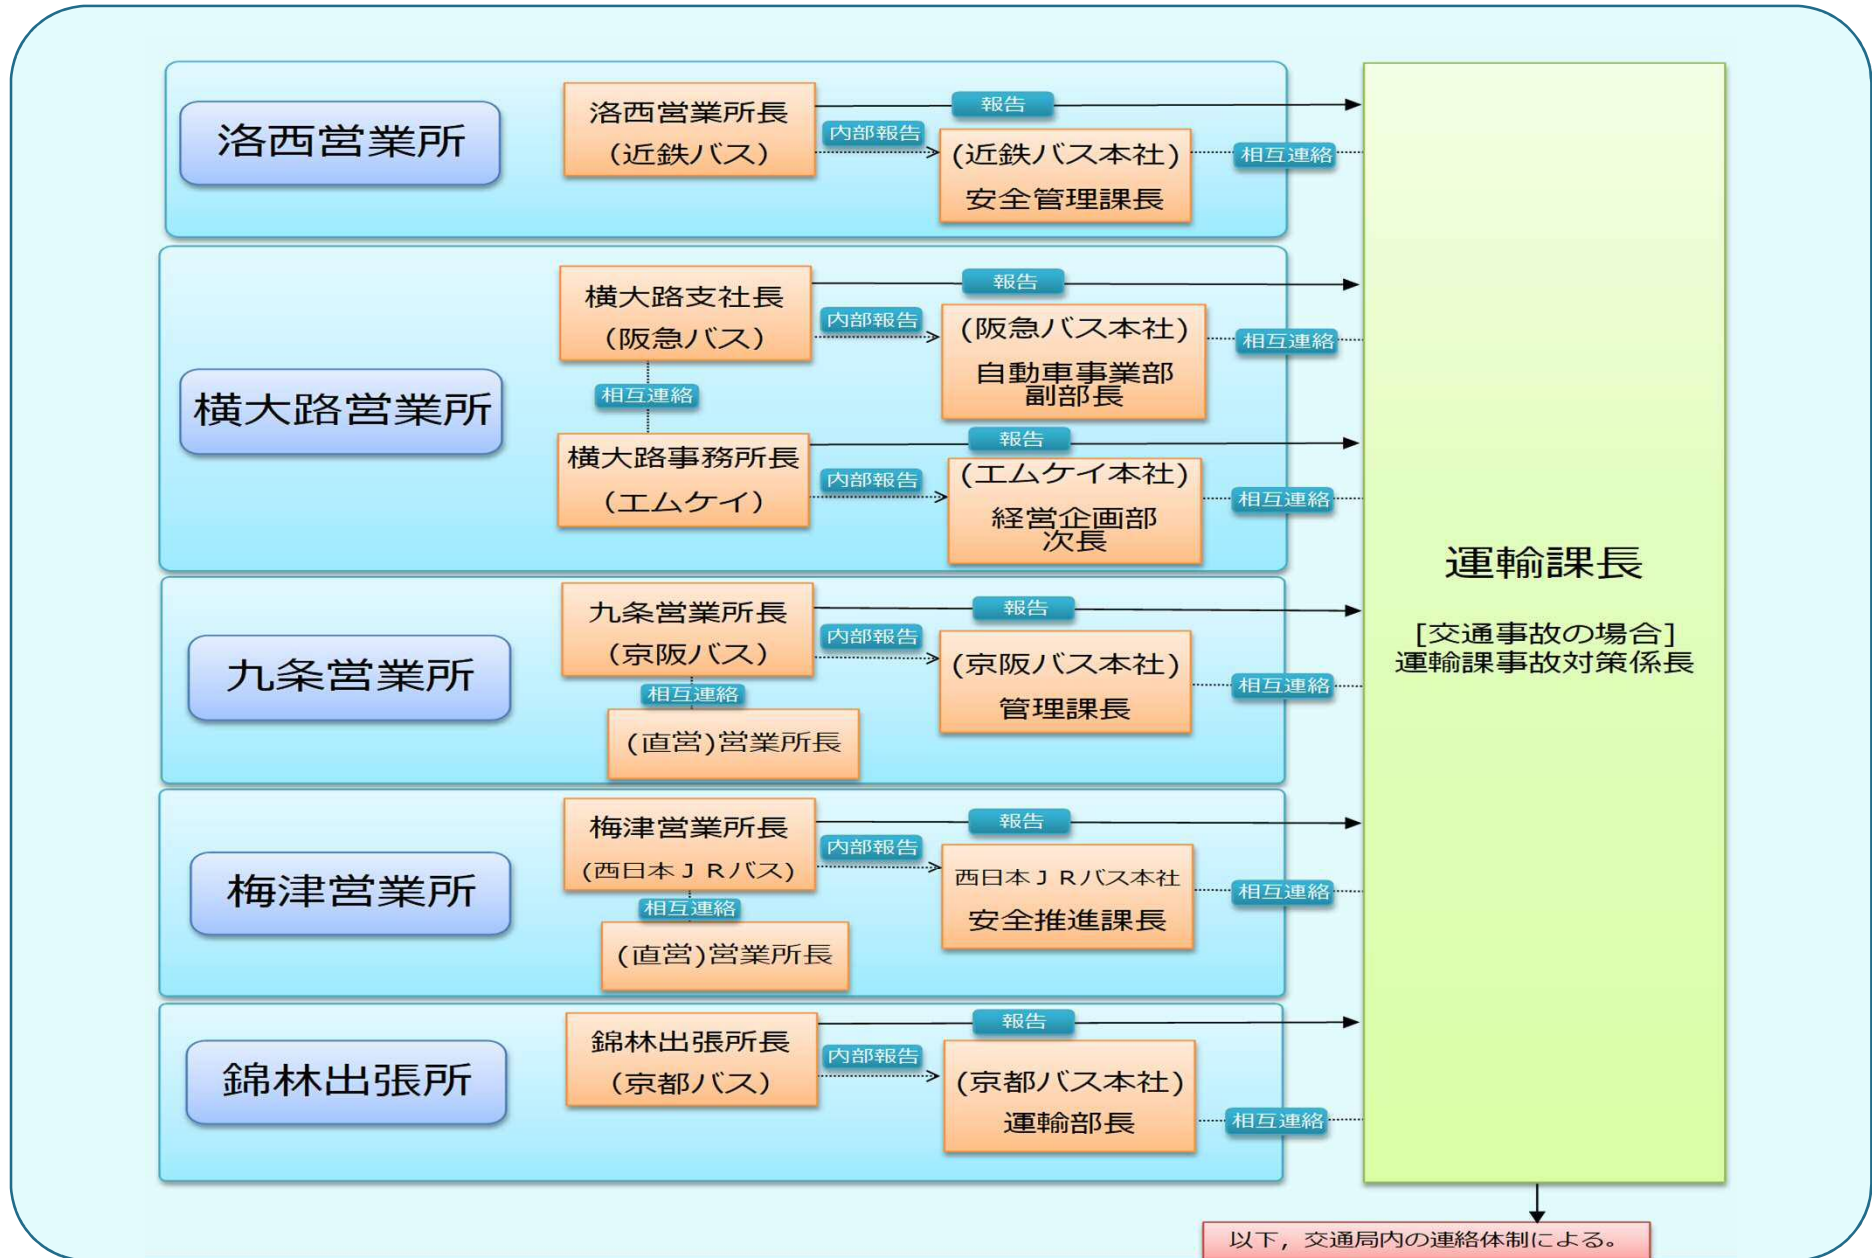 洛西営業所
洛西営業所長
(近鉄バス)
報告
内部報告
(近鉄バス本社)
安全管理課長
相互連絡
横大路営業所
横大路支社長
(阪急バス)
報告
内部報告
(阪急バス本社)
自動車事業部
副部長
相互連絡
相互連絡
横大路事務所長
(エムケイ)
報告
内部報告
(エムケイ本社)
経営企画部
次長
相互連絡
九条営業所
九条営業所長
(京阪バス)
報告
内部報告
(京阪バス本社)
管理課長
相互連絡
相互連絡
(直営)営業所長
梅津営業所
梅津営業所長
(西日本ＪＲバス)
報告
内部報告
西日本ＪＲバス本社
安全推進課長
相互連絡
相互連絡
(直営)営業所長
錦林出張所
錦林出張所長
(京都バス)
報告
内部報告
(京都バス本社)
運輸部長
相互連絡
運輸課長
[交通事故の場合]
運輸課事故対策係長
以下，交通局内の連絡体制による。